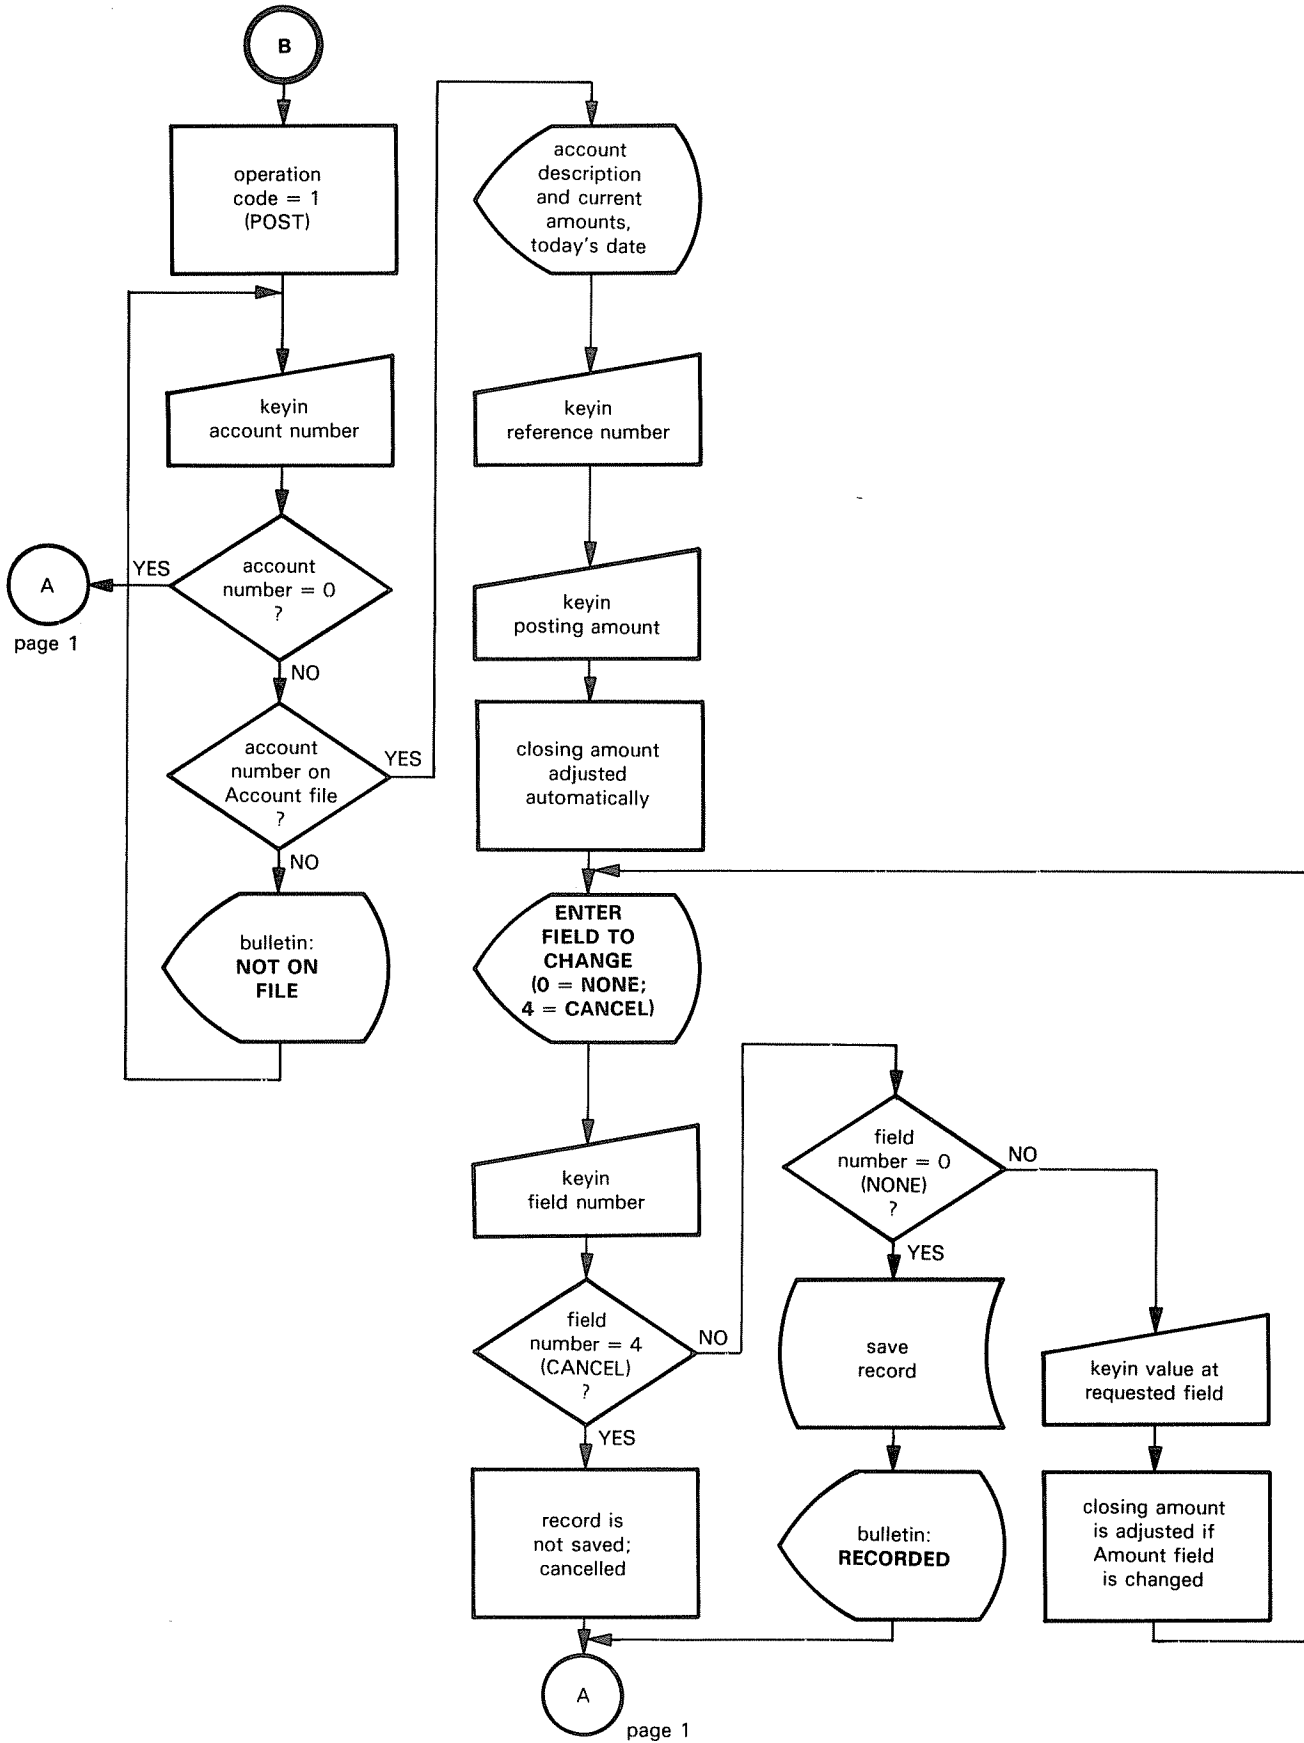 B
operation
code = 1
(POST)
keyin
account number
YES
account
number = 0
?
A
page 1
NO
account
number on
Account file
?
YES
NO
bulletin:
NOT ON
FILE
account
description
and current
amounts,
today's date
keyin
reference number
keyin
posting amount
closing amount
adjusted
automatically
ENTER
FIELD TO
CHANGE
(0 = NONE;
4 = CANCEL)
keyin
field number
field
number = 4
(CANCEL)
?
NO
YES
record is
not saved;
cancelled
A
page 1
field
number = 0
(NONE)
?
NO
YES
save
record
bulletin:
RECORDED
keyin value at
requested field
closing amount
is adjusted if
Amount field
is changed